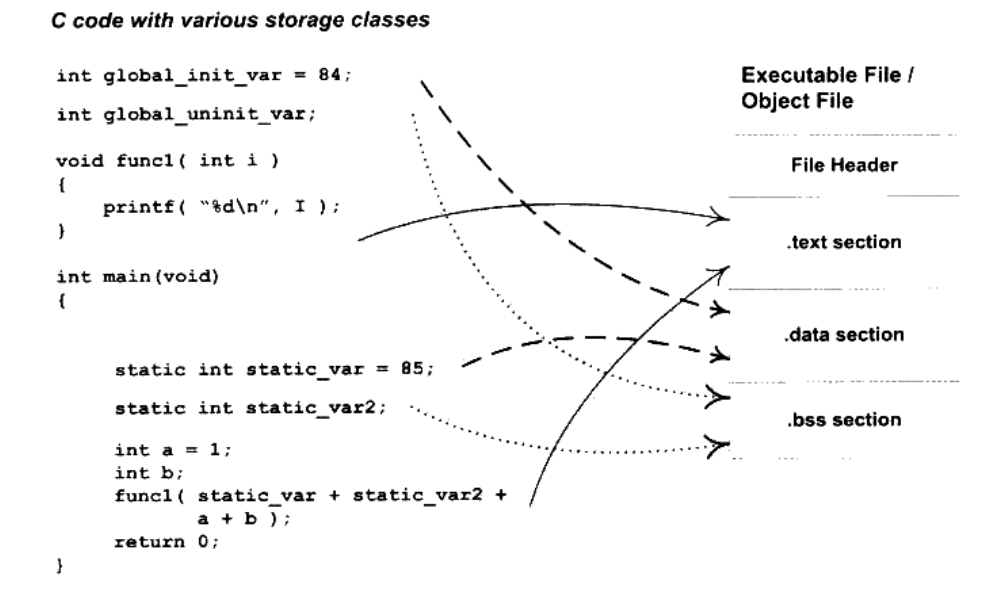 C code with various storage classes
int global_init_var = 84;
int global_uninit_var;
void func1( int i )
{
printf( “%d\n”, I );
}
int main(void)
{
static int static_var = 85;
static int static_var2;
int a = 1;
int b;
func1( static_var + static_var2 +
a + b );
return 0;
}
Executable File /
Object File
File Header
.text section
.data section
.bss section